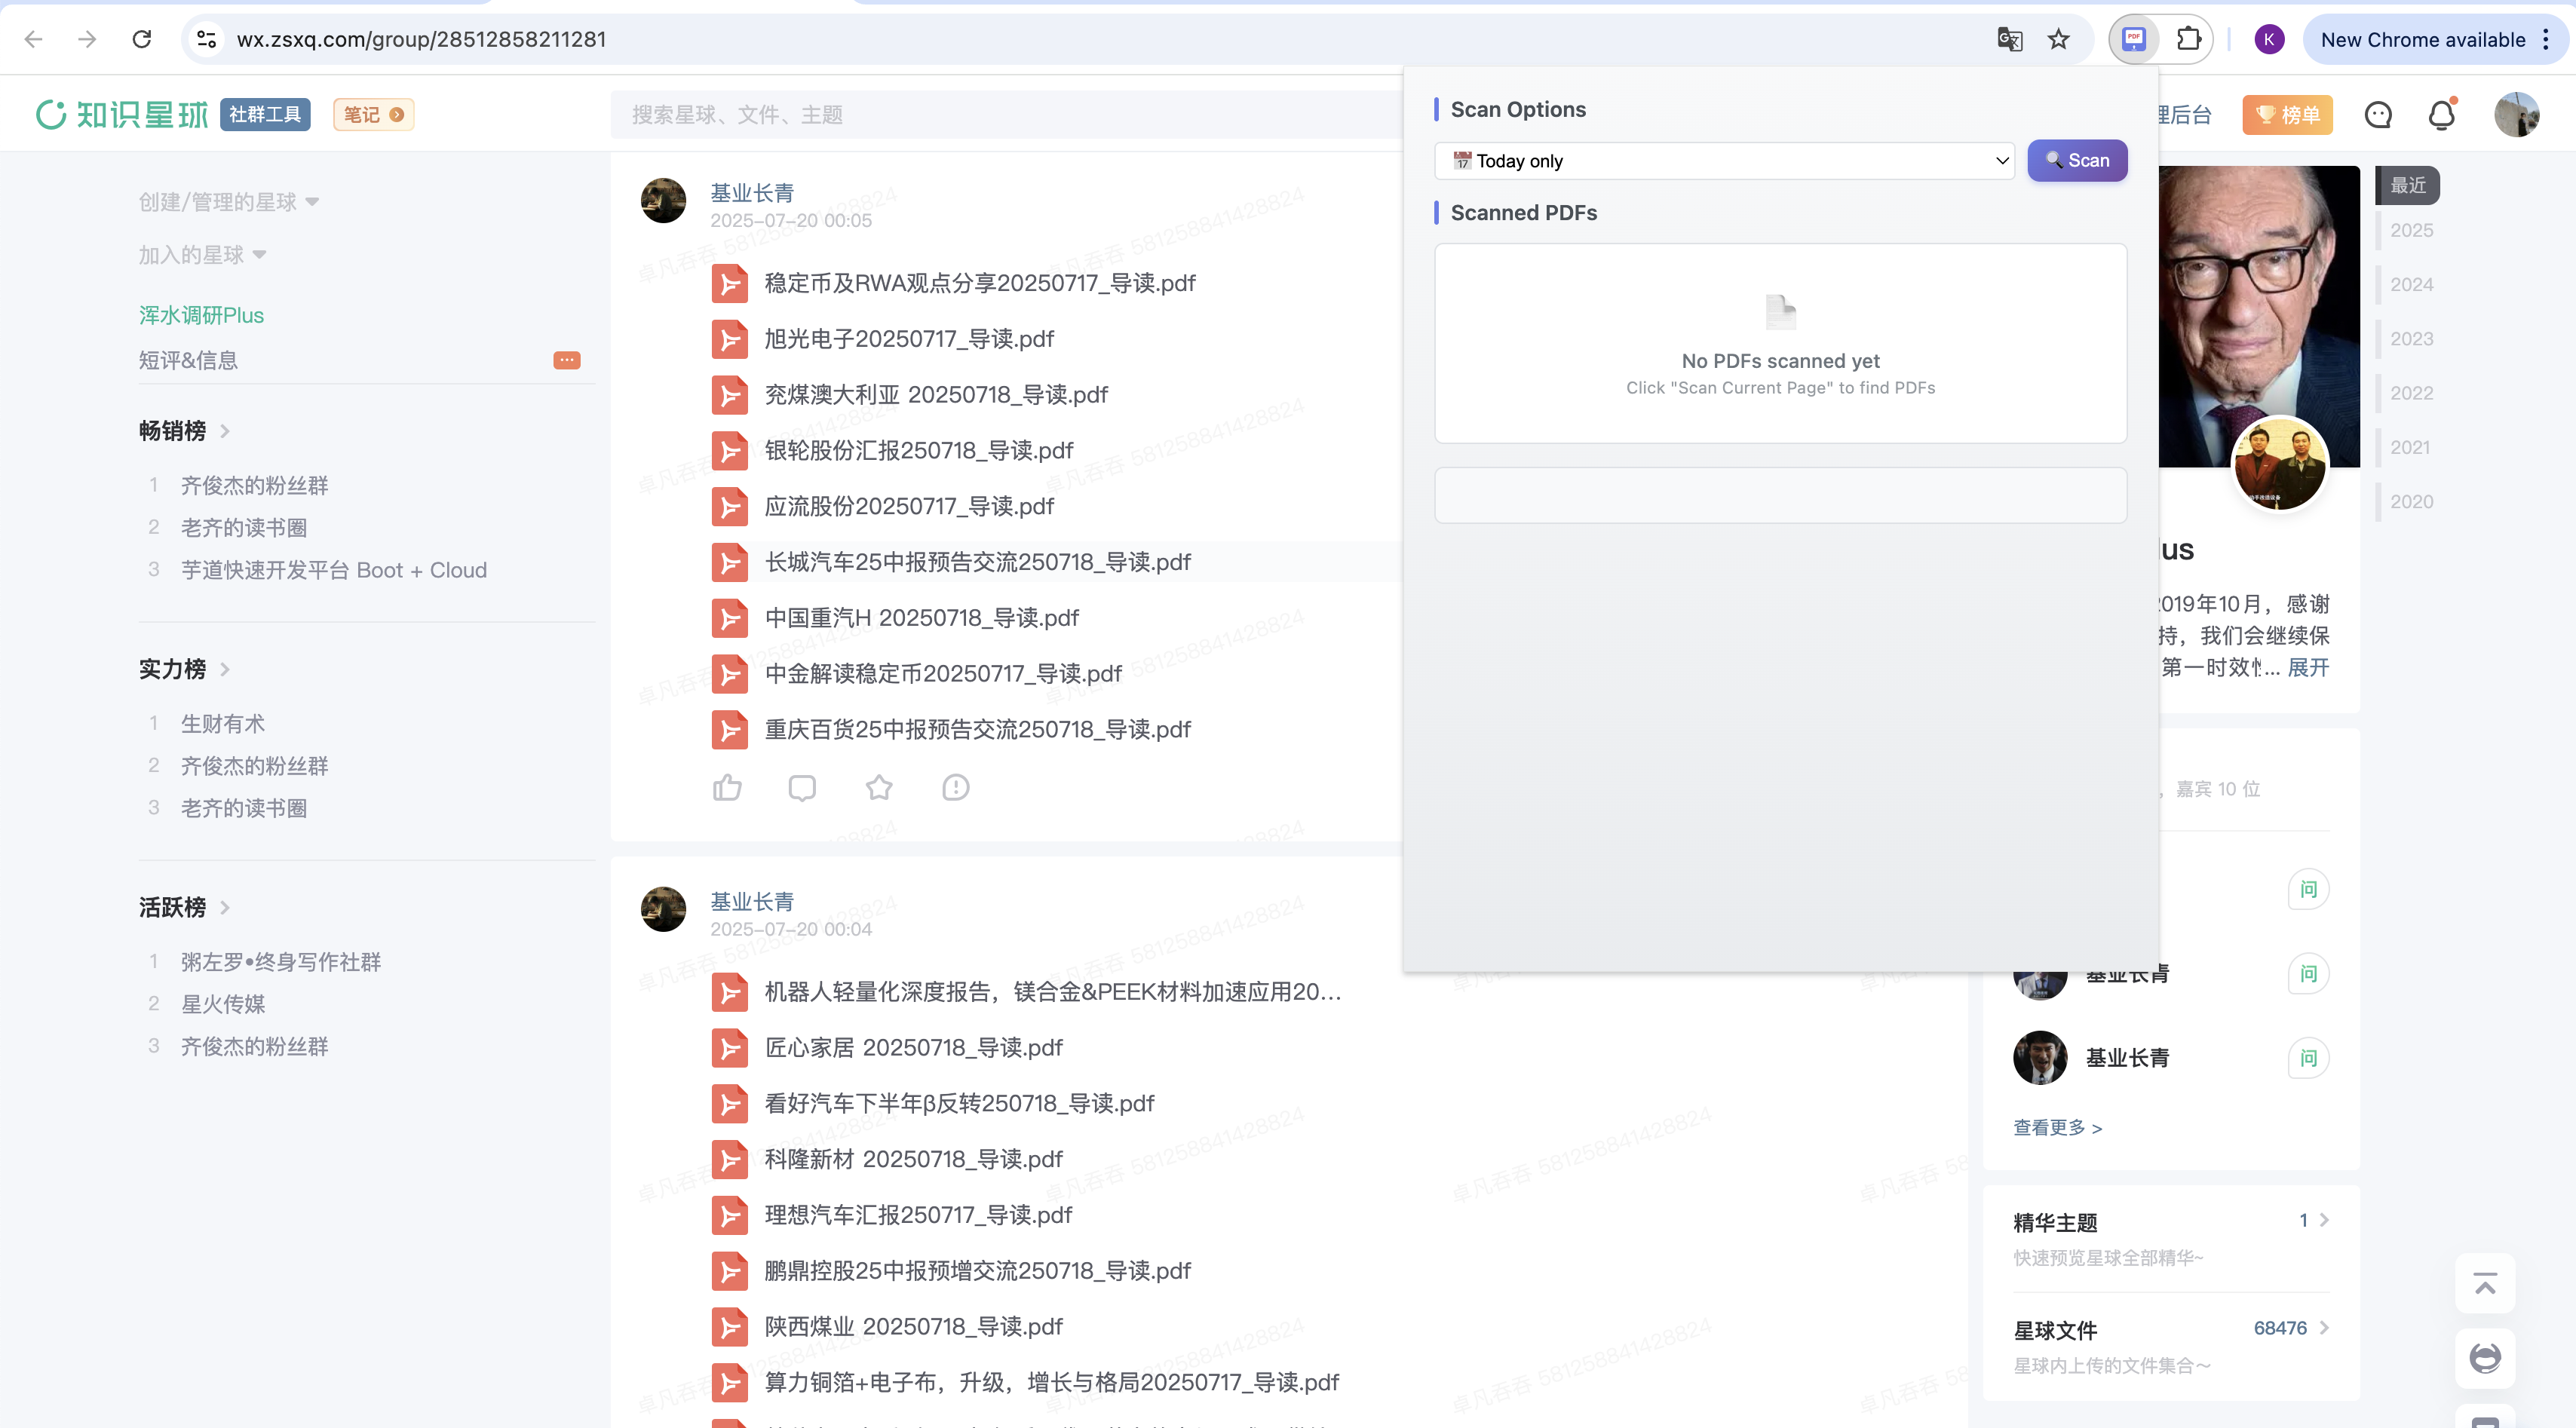 wx.zsxq.com/group/28512858211281
K
New Chrome available
知识星球
社群工具
笔记
搜索星球、文件、主题
理后台
榜单
创建/管理的星球
加入的星球
浑水调研Plus
短评&信息
畅销榜
1 齐俊杰的粉丝群
2 老齐的读书圈
3 芋道快速开发平台 Boot + Cloud
实力榜
1 生财有术
2 齐俊杰的粉丝群
3 老齐的读书圈
活跃榜
1 粥左罗•终身写作社群
2 星火传媒
3 齐俊杰的粉丝群
基业长青
2025-07-20 00:05
稳定币及RWA观点分享20250717_导读.pdf
旭光电子20250717_导读.pdf
兖煤澳大利亚 20250718_导读.pdf
银轮股份汇报250718_导读.pdf
应流股份20250717_导读.pdf
长城汽车25中报预告交流250718_导读.pdf
中国重汽H 20250718_导读.pdf
中金解读稳定币20250717_导读.pdf
重庆百货25中报预告交流250718_导读.pdf
基业长青
2025-07-20 00:04
机器人轻量化深度报告，镁合金&PEEK材料加速应用20...
匠心家居 20250718_导读.pdf
看好汽车下半年β反转250718_导读.pdf
科隆新材 20250718_导读.pdf
理想汽车汇报250717_导读.pdf
鹏鼎控股25中报预增交流250718_导读.pdf
陕西煤业 20250718_导读.pdf
算力铜箔+电子布，升级，增长与格局20250717_导读.pdf
卓凡吞吞 581258841428824
Scan Options
📅 Today only
🔍 Scan
Scanned PDFs
No PDFs scanned yet
Click "Scan Current Page" to find PDFs
最近
2025
2024
2023
2022
2021
2020
lus
2019年10月，感谢
持，我们会继续保
第一时效性... 展开
，嘉宾 10 位
问
基业长青
问
基业长青
问
查看更多 >
精华主题 1
快速预览星球全部精华~
星球文件 68476
星球内上传的文件集合～